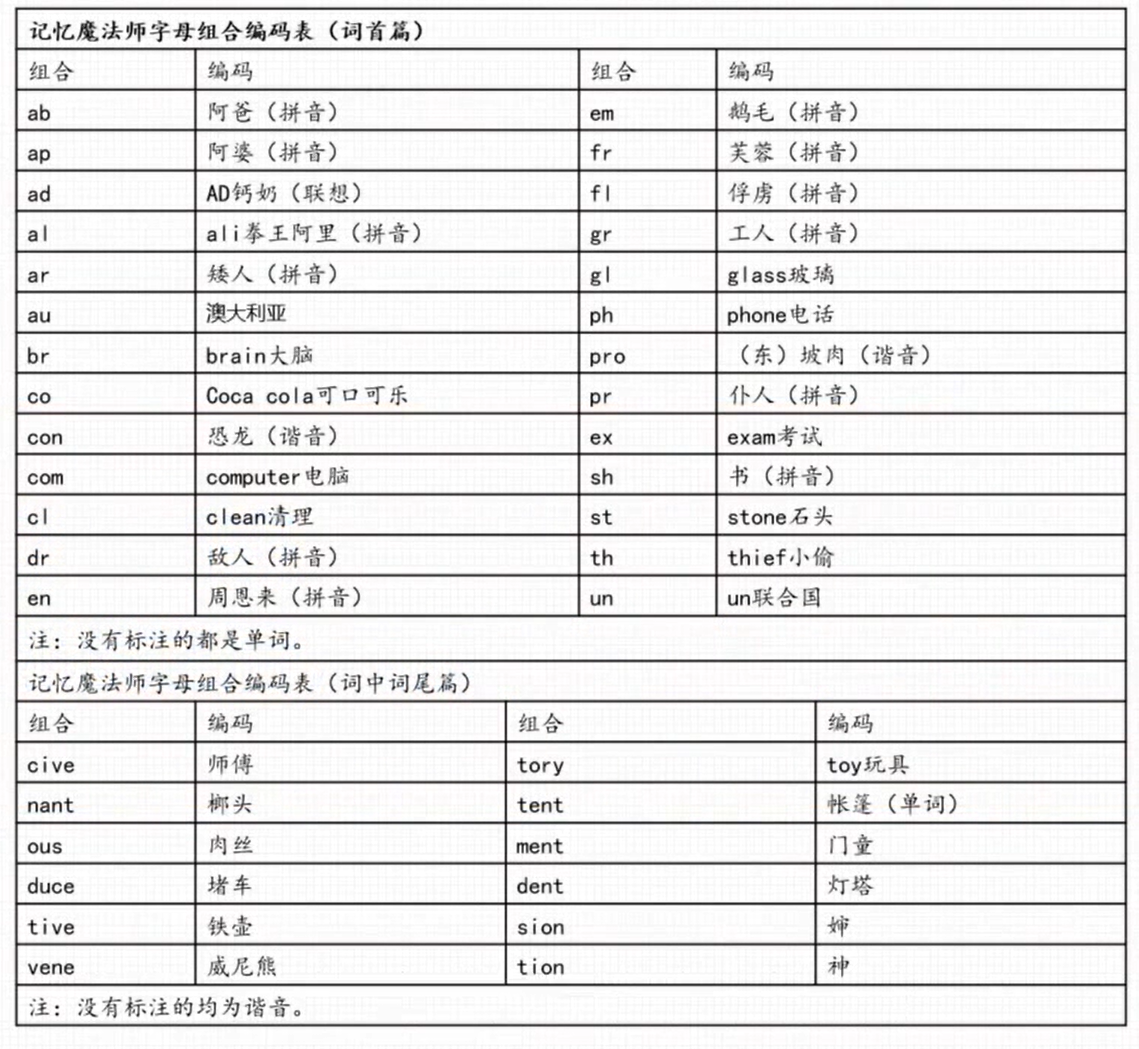 记忆魔法师字母组合编码表（词首篇）
组合 编码 组合 编码
ab 阿爸（拼音） em 鹅毛（拼音）
ap 阿婆（拼音） fr 芙蓉（拼音）
ad AD钙奶（联想） fl 俘虏（拼音）
al ali拳王阿里（拼音） gr 工人（拼音）
ar 矮人（拼音） gl glass玻璃
au 澳大利亚 ph phone电话
br brain大脑 pro （东）坡肉（谐音）
co Coca cola可口可乐 pr 仆人（拼音）
con 恐龙（谐音） ex exam考试
com computer电脑 sh 书（拼音）
cl clean清理 st stone石头
dr 敌人（拼音） th thief小偷
en 周恩来（拼音） un un联合国
注：没有标注的都是单词。
记忆魔法师字母组合编码表（词中词尾篇）
组合 编码 组合 编码
cive 师傅 tory toy玩具
nant 榔头 tent 帐篷（单词）
ous 肉丝 ment 门童
duce 堵车 dent 灯塔
tive 铁壶 sion 婶
vene 威尼熊 tion 神
注：没有标注的均为谐音。